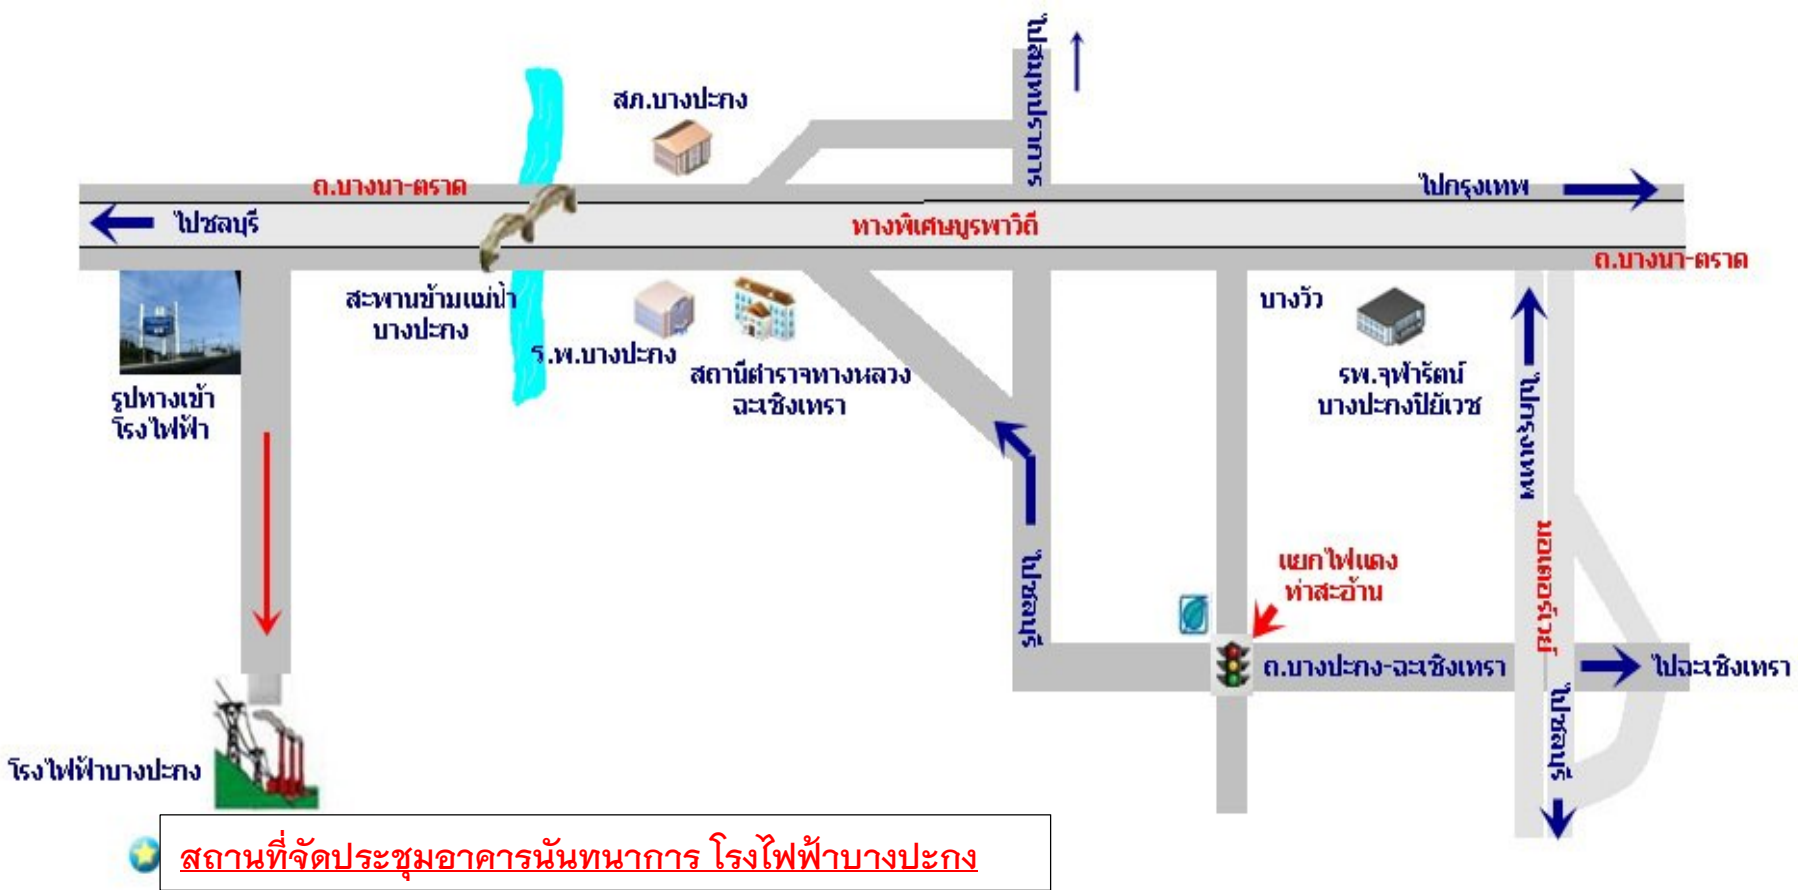 ไปสมุทปราการ
สภ.บางปะกง
ถ.บางนา-ตราด
ไปกรุงเทพ
ไปชลบุรี
ทางพิเศษบูรพาวิถี
ถ.บางนา-ตราด
สะพานข้ามแม่น้ำ
บางปะกง
ร.พ.บางปะกง
สถานีตำราจทางหลวง
ฉะเชิงเทรา
บางวัว
รพ.จุฬารัตน์
บางปะกงปิยัเวช
รูปทางเข้า
โรงไฟฟ้า
ไปกรุงเทพ
มอเตอร์เวย์
แยกไฟแดง
ท่าสะอ้าน
ไปชลบุรี
ถ.บางปะกง-ฉะเชิงเทรา
ไปฉะเชิงเทรา
ไปชลบุรี
โรงไฟฟ้าบางปะกง
สถานที่จัดประชุมอาคารนันทนาการ โรงไฟฟ้าบางปะกง